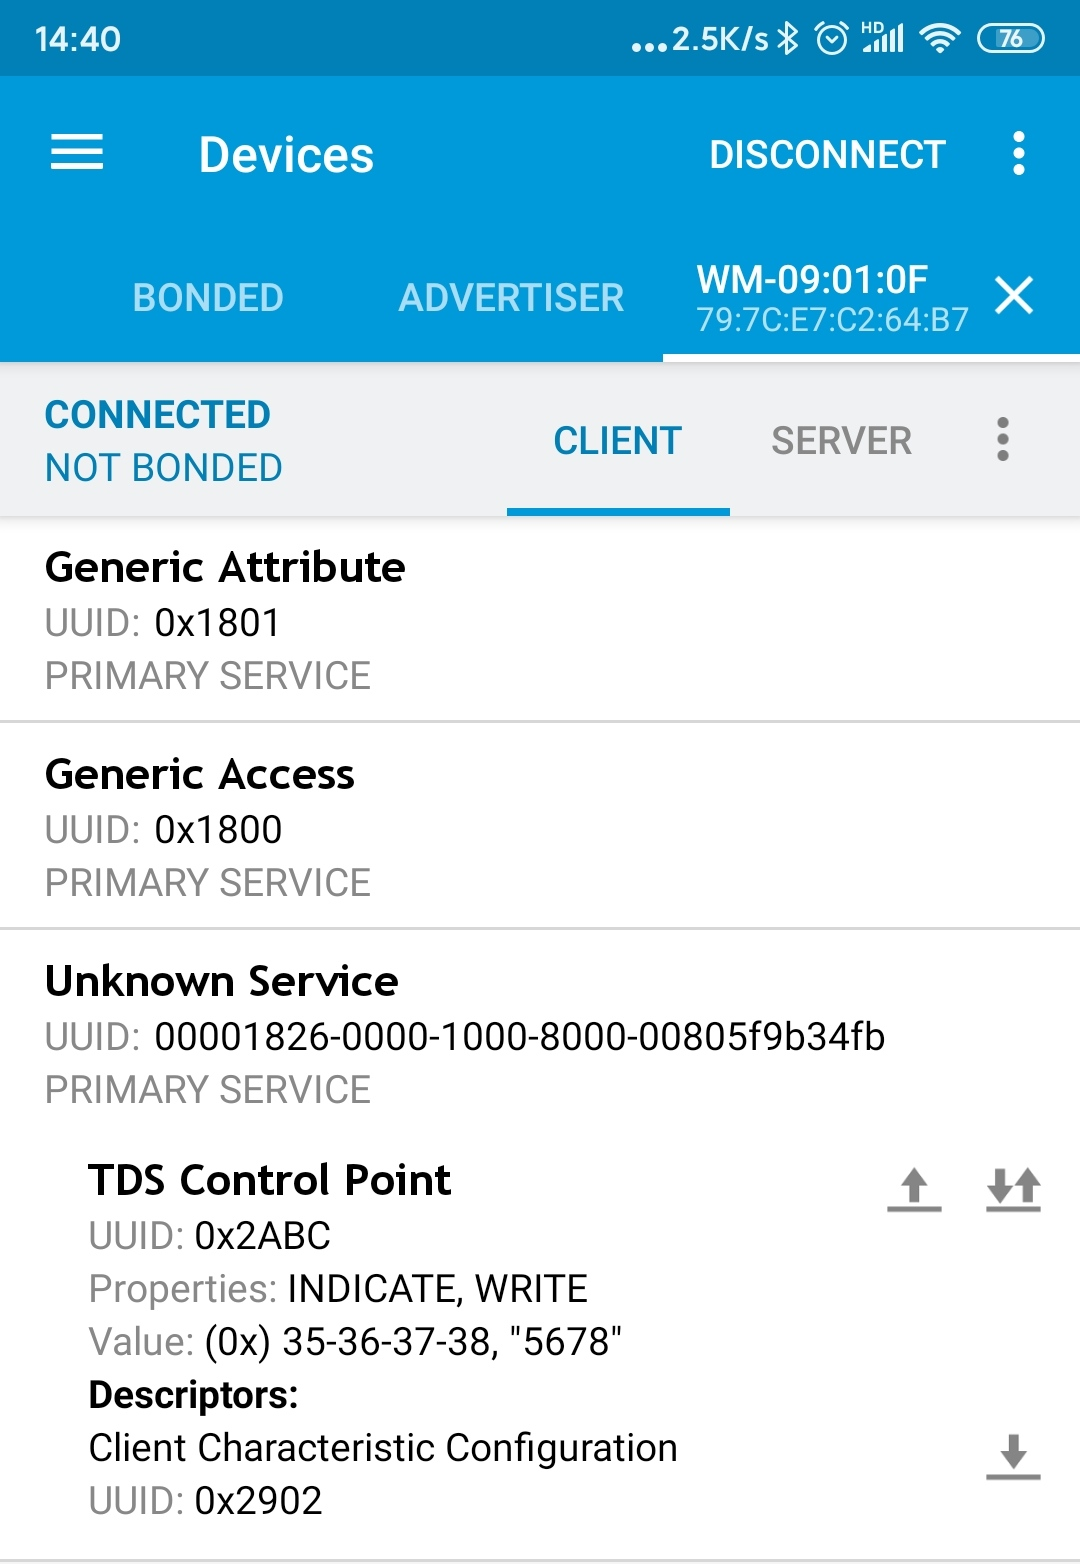 14:40
...2.5K/s HD 76
Devices DISCONNECT
BONDED ADVERTISER WM-09:01:0F
79:7C:E7:C2:64:B7
CONNECTED
NOT BONDED
CLIENT SERVER
Generic Attribute
UUID: 0x1801
PRIMARY SERVICE
Generic Access
UUID: 0x1800
PRIMARY SERVICE
Unknown Service
UUID: 00001826-0000-1000-8000-00805f9b34fb
PRIMARY SERVICE
TDS Control Point
UUID: 0x2ABC
Properties: INDICATE, WRITE
Value: (0x) 35-36-37-38, "5678"
Descriptors:
Client Characteristic Configuration
UUID: 0x2902